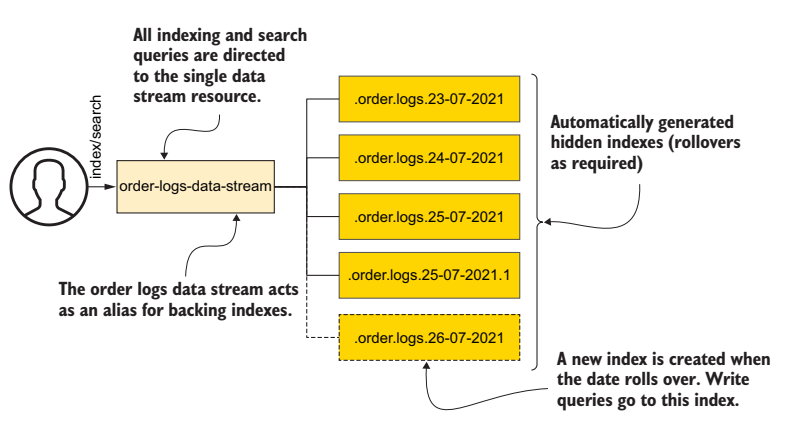 All indexing and search
queries are directed
to the single data
stream resource.
index/search
order-logs-data-stream
The order logs data stream acts
as an alias for backing indexes.
.order.logs.23-07-2021
.order.logs.24-07-2021
.order.logs.25-07-2021
.order.logs.25-07-2021.1
.order.logs.26-07-2021
Automatically generated
hidden indexes (rollovers
as required)
A new index is created when
the date rolls over. Write
queries go to this index.